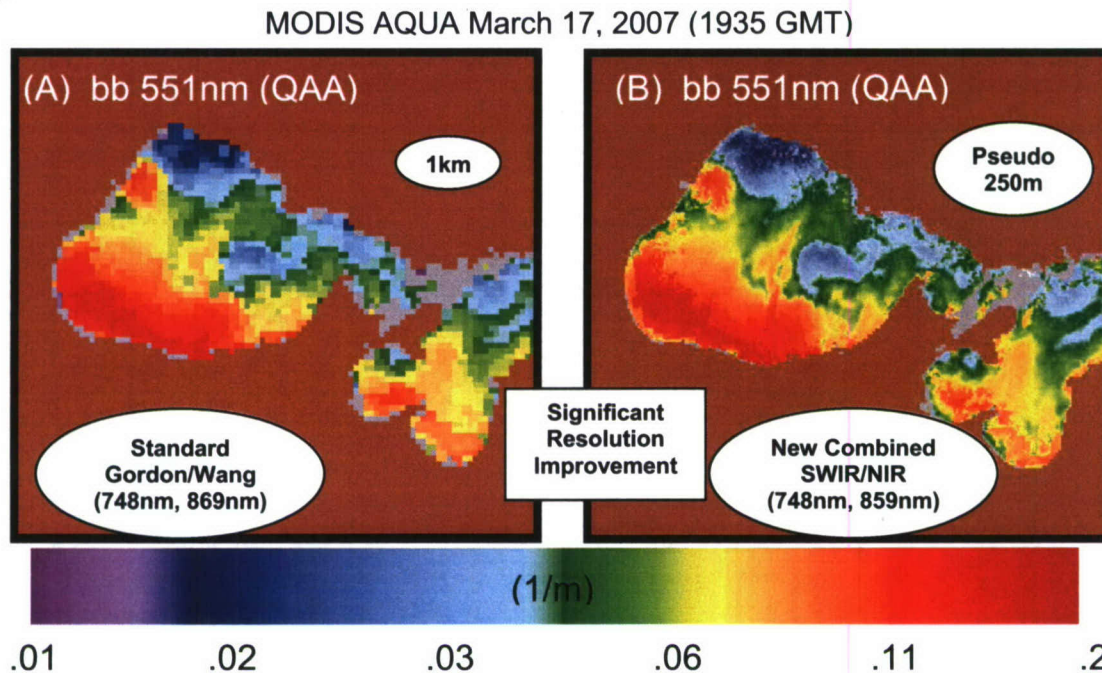 MODIS AQUA March 17, 2007 (1935 GMT)
(A) bb 551nm (QAA)
1km
Standard
Gordon/Wang
(748nm, 869nm)
Significant
Resolution
Improvement
(B) bb 551nm (QAA)
Pseudo
250m
New Combined
SWIR/NIR
(748nm, 859nm)
(1/m)
.01 .02 .03 .06 .11 .2